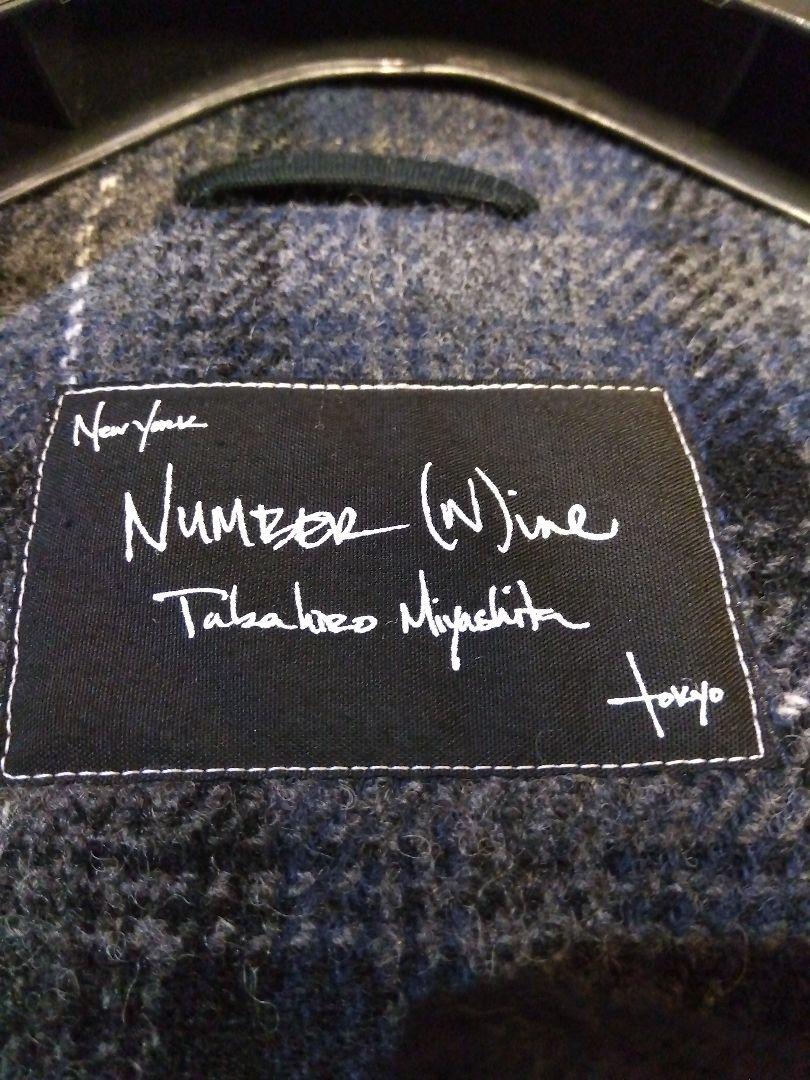 New York
NUMBER (N)ine
Takahiro Miyashita
tokyo